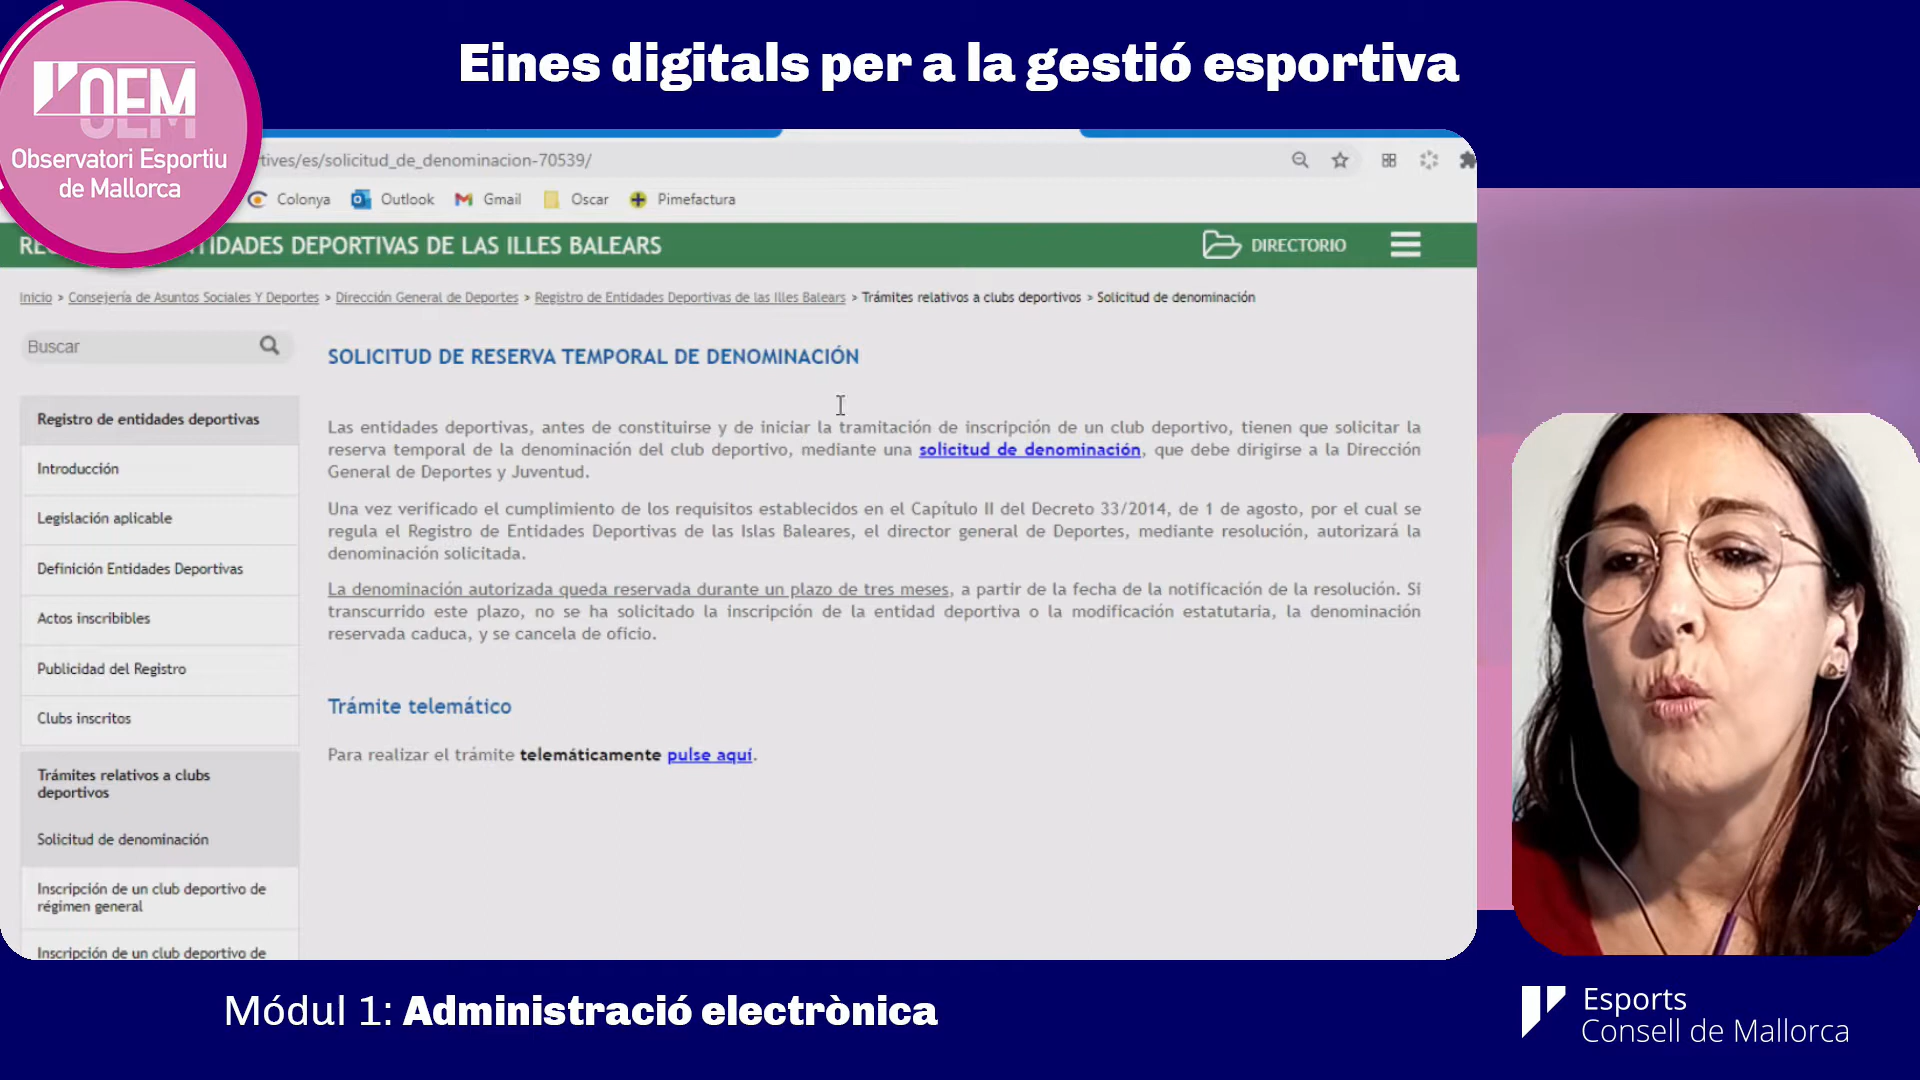 Eines digitals per a la gestió esportiva
OEM
Observatori Esportiu
de Mallorca
tives/es/solicitud_de_denominacion-70539/
Colonya
Outlook
Gmail
Oscar
Pimefactura
TIDADES DEPORTIVAS DE LAS ILLES BALEARS
DIRECTORIO
Inicio > Consejería de Asuntos Sociales Y Deportes > Dirección General de Deportes > Registro de Entidades Deportivas de las Illes Balears > Trámites relativos a clubs deportivos > Solicitud de denominación
Buscar
Registro de entidades deportivas
Introducción
Legislación aplicable
Definición Entidades Deportivas
Actos inscribibles
Publicidad del Registro
Clubs inscritos
Trámites relativos a clubs
deportivos
Solicitud de denominación
Inscripción de un club deportivo de
régimen general
Inscripción de un club deportivo de
SOLICITUD DE RESERVA TEMPORAL DE DENOMINACIÓN
Las entidades deportivas, antes de constituirse y de iniciar la tramitación de inscripción de un club deportivo, tienen que solicitar la
reserva temporal de la denominación del club deportivo, mediante una solicitud de denominación, que debe dirigirse a la Dirección
General de Deportes y Juventud.
Una vez verificado el cumplimiento de los requisitos establecidos en el Capítulo II del Decreto 33/2014, de 1 de agosto, por el cual se
regula el Registro de Entidades Deportivas de las Islas Baleares, el director general de Deportes, mediante resolución, autorizará la
denominación solicitada.
La denominación autorizada queda reservada durante un plazo de tres meses, a partir de la fecha de la notificación de la resolución. Si
transcurrido este plazo, no se ha solicitado la inscripción de la entidad deportiva o la modificación estatutaria, la denominación
reservada caduca, y se cancela de oficio.
Trámite telemático
Para realizar el trámite telemáticamente pulse aquí.
Módul 1: Administració electrònica
Esports
Consell de Mallorca